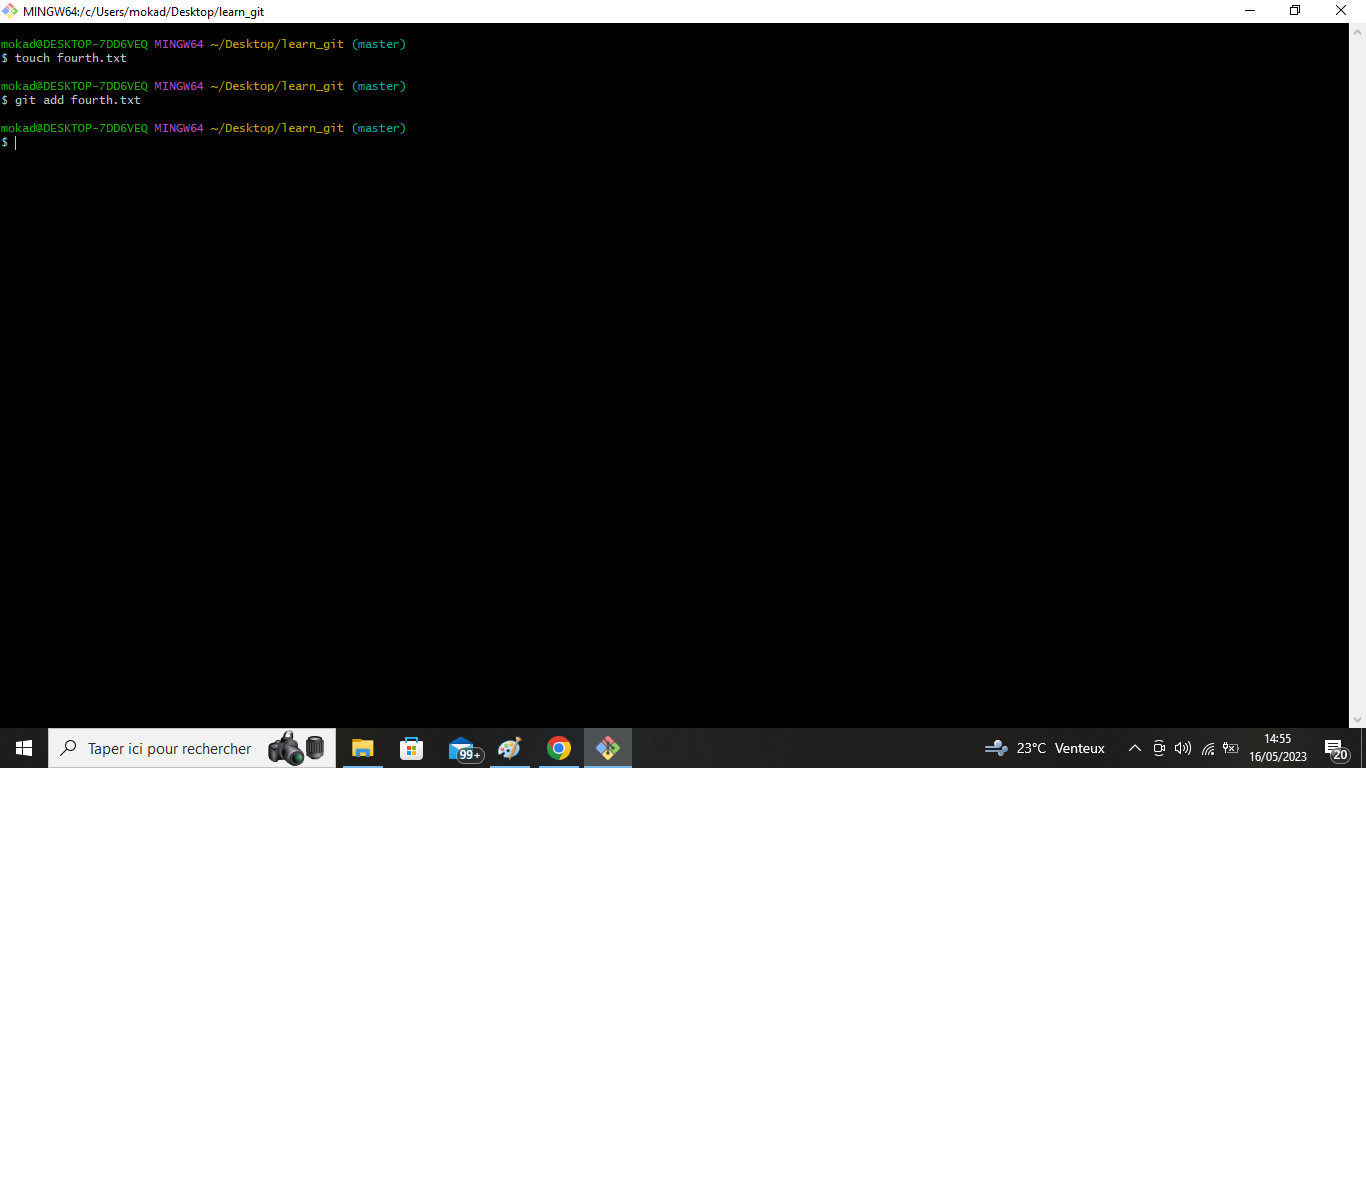 MINGW64:/c/Users/mokad/Desktop/learn_git
mokad@DESKTOP-7DD6VEQ MINGW64 ~/Desktop/learn_git (master)
$ touch fourth.txt
mokad@DESKTOP-7DD6VEQ MINGW64 ~/Desktop/learn_git (master)
$ git add fourth.txt
mokad@DESKTOP-7DD6VEQ MINGW64 ~/Desktop/learn_git (master)
$
Taper ici pour rechercher
99+
23°C Venteux
14:55
16/05/2023
20